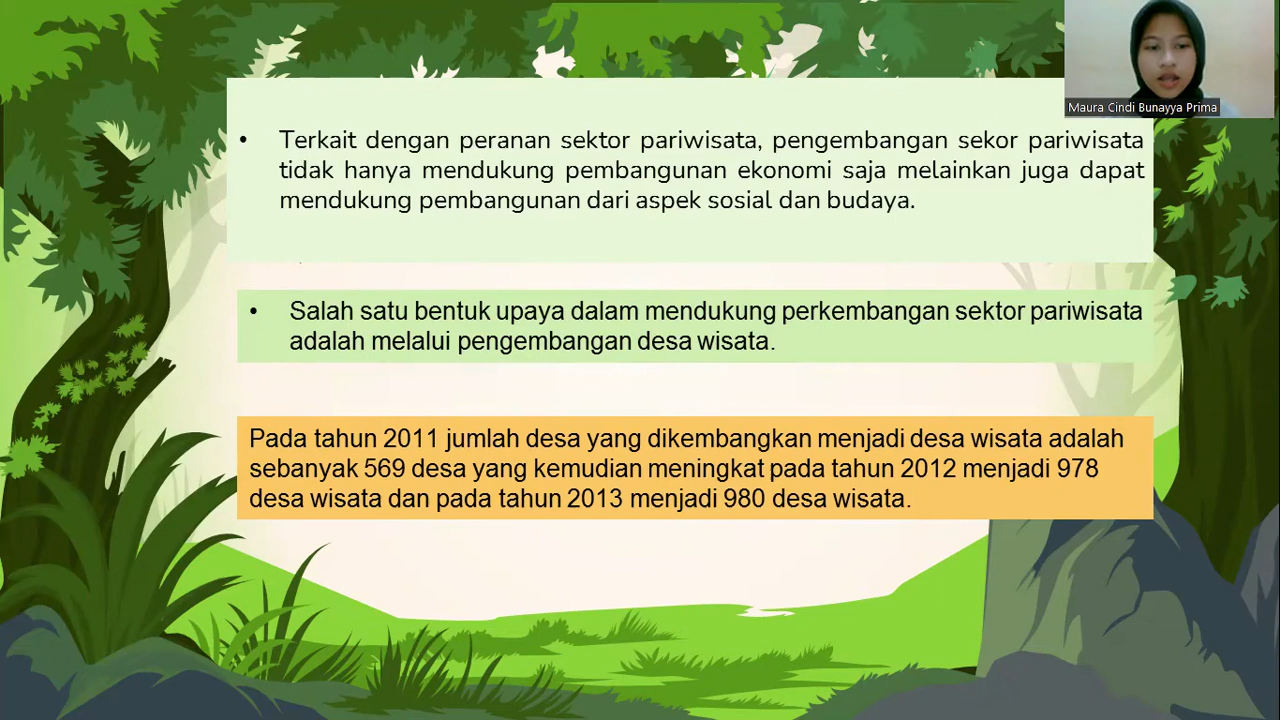 Maura Cindi Bunayya Prima
• Terkait dengan peranan sektor pariwisata, pengembangan sekor pariwisata
tidak hanya mendukung pembangunan ekonomi saja melainkan juga dapat
mendukung pembangunan dari aspek sosial dan budaya.
• Salah satu bentuk upaya dalam mendukung perkembangan sektor pariwisata
adalah melalui pengembangan desa wisata.
Pada tahun 2011 jumlah desa yang dikembangkan menjadi desa wisata adalah
sebanyak 569 desa yang kemudian meningkat pada tahun 2012 menjadi 978
desa wisata dan pada tahun 2013 menjadi 980 desa wisata.